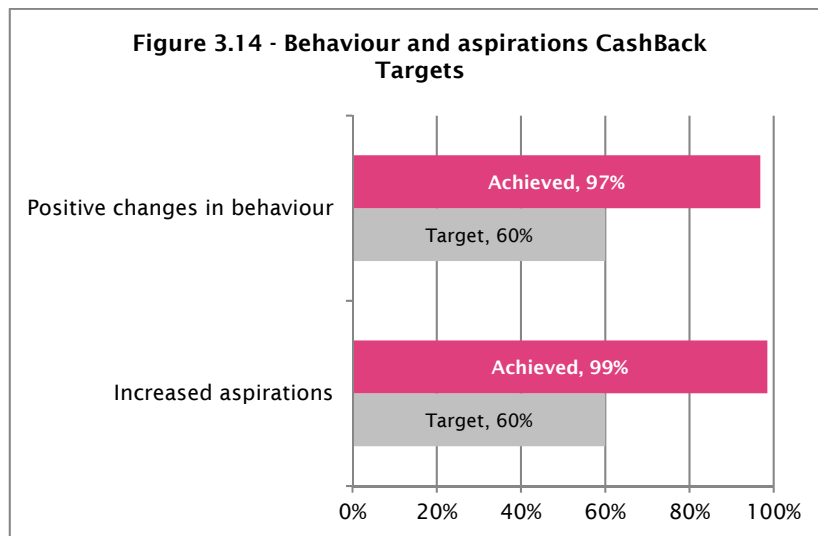 Figure 3.14 - Behaviour and aspirations CashBack
Targets
Positive changes in behaviour
Achieved, 97%
Target, 60%
Increased aspirations
Achieved, 99%
Target, 60%
0% 20% 40% 60% 80% 100%